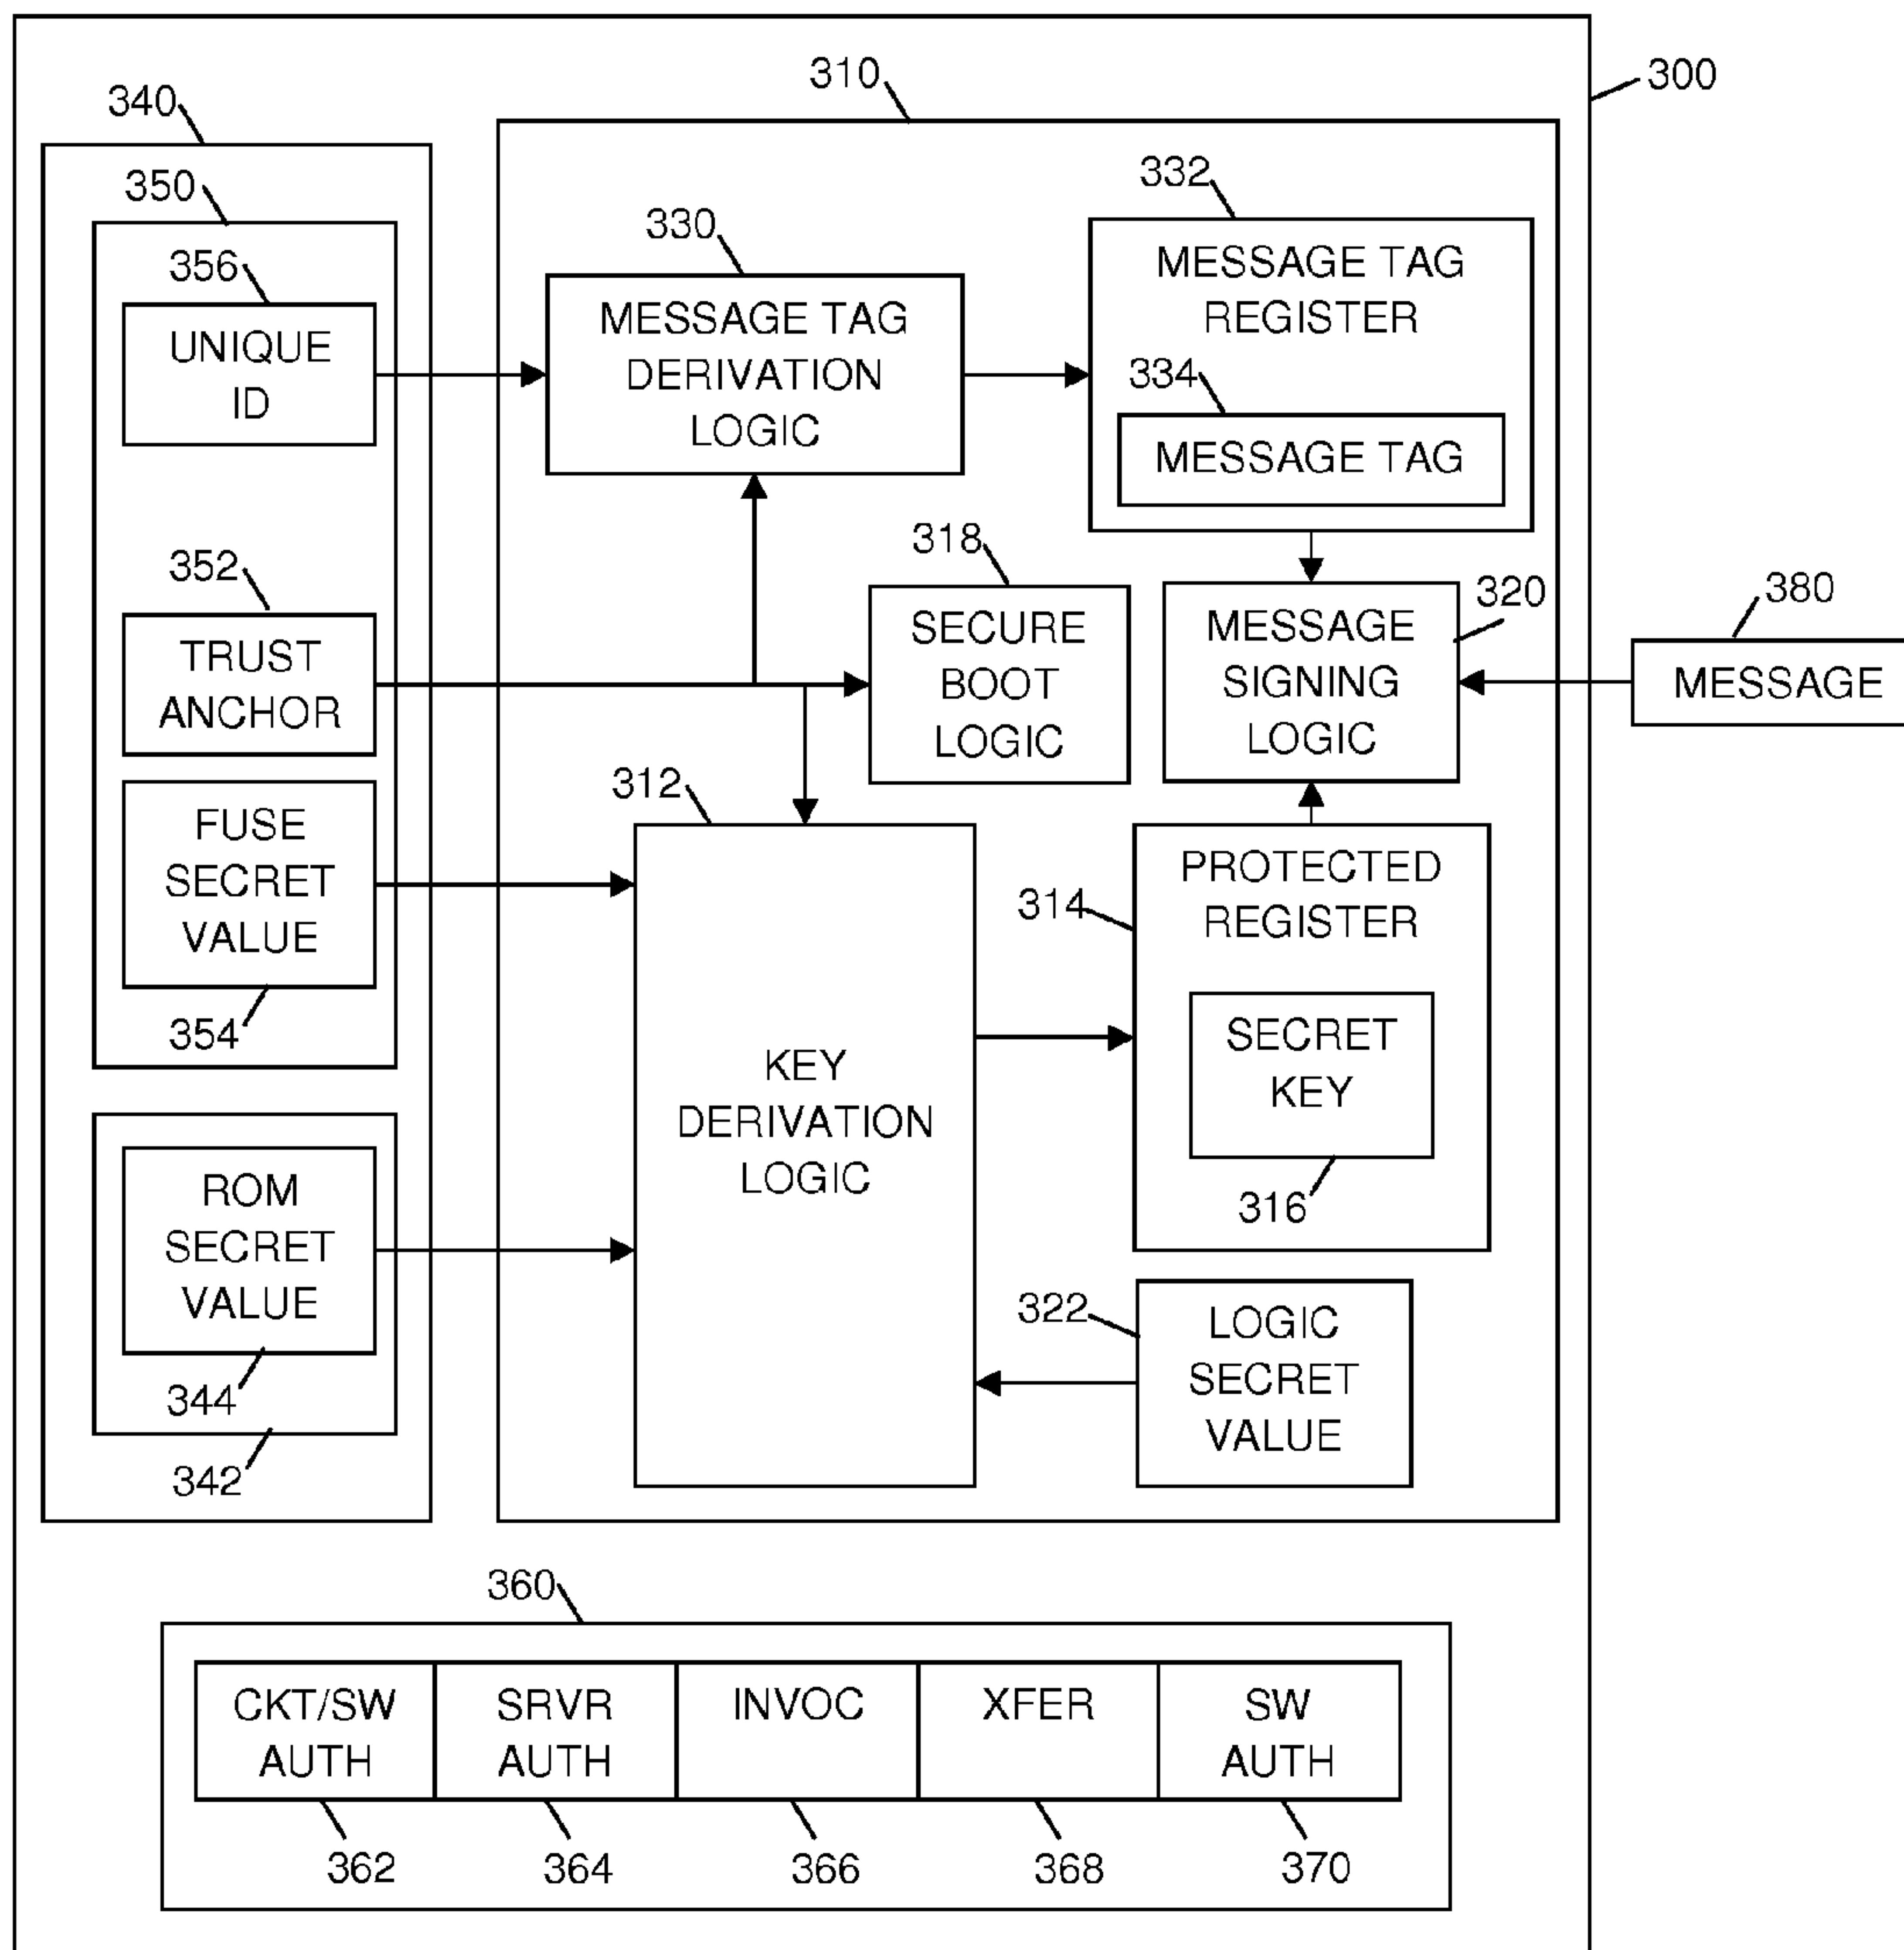 310
300
340
350
332
330
356
MESSAGE TAG
REGISTER
MESSAGE TAG
DERIVATION
LOGIC
UNIQUE
ID
334
MESSAGE TAG
318
352
320
380
TRUST
ANCHOR
SECURE
BOOT
LOGIC
MESSAGE
SIGNING
LOGIC
MESSAGE
312
FUSE
SECRET
VALUE
354
314
PROTECTED
REGISTER
SECRET
KEY
316
KEY
DERIVATION
LOGIC
ROM
SECRET
VALUE
344
342
322
LOGIC
SECRET
VALUE
360
CKT/SW
AUTH
SRVR
AUTH
INVOC
XFER
SW
AUTH
362
364
366
368
370